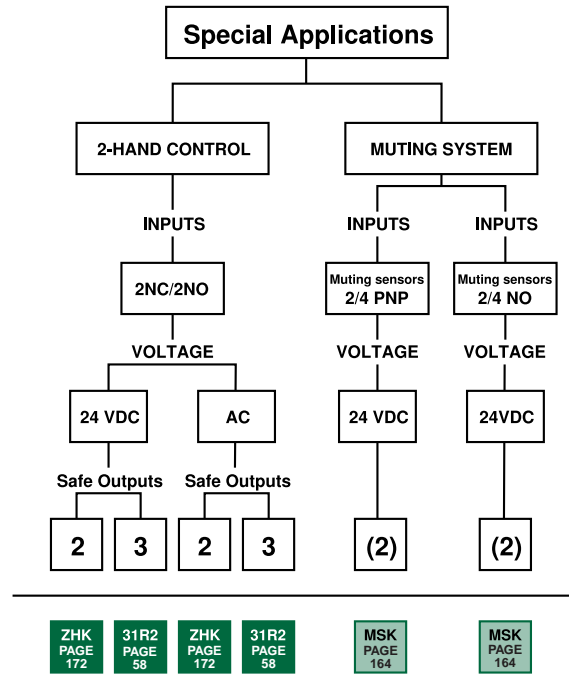 Special Applications
2-HAND CONTROL
MUTING SYSTEM
INPUTS
INPUTS
INPUTS
2NC/2NO
Muting sensors
2/4 PNP
Muting sensors
2/4 NO
VOLTAGE
VOLTAGE
VOLTAGE
24 VDC
AC
24 VDC
24VDC
Safe Outputs
Safe Outputs
2
3
2
3
(2)
(2)
ZHK
PAGE
172
31R2
PAGE
58
ZHK
PAGE
172
31R2
PAGE
58
MSK
PAGE
164
MSK
PAGE
164